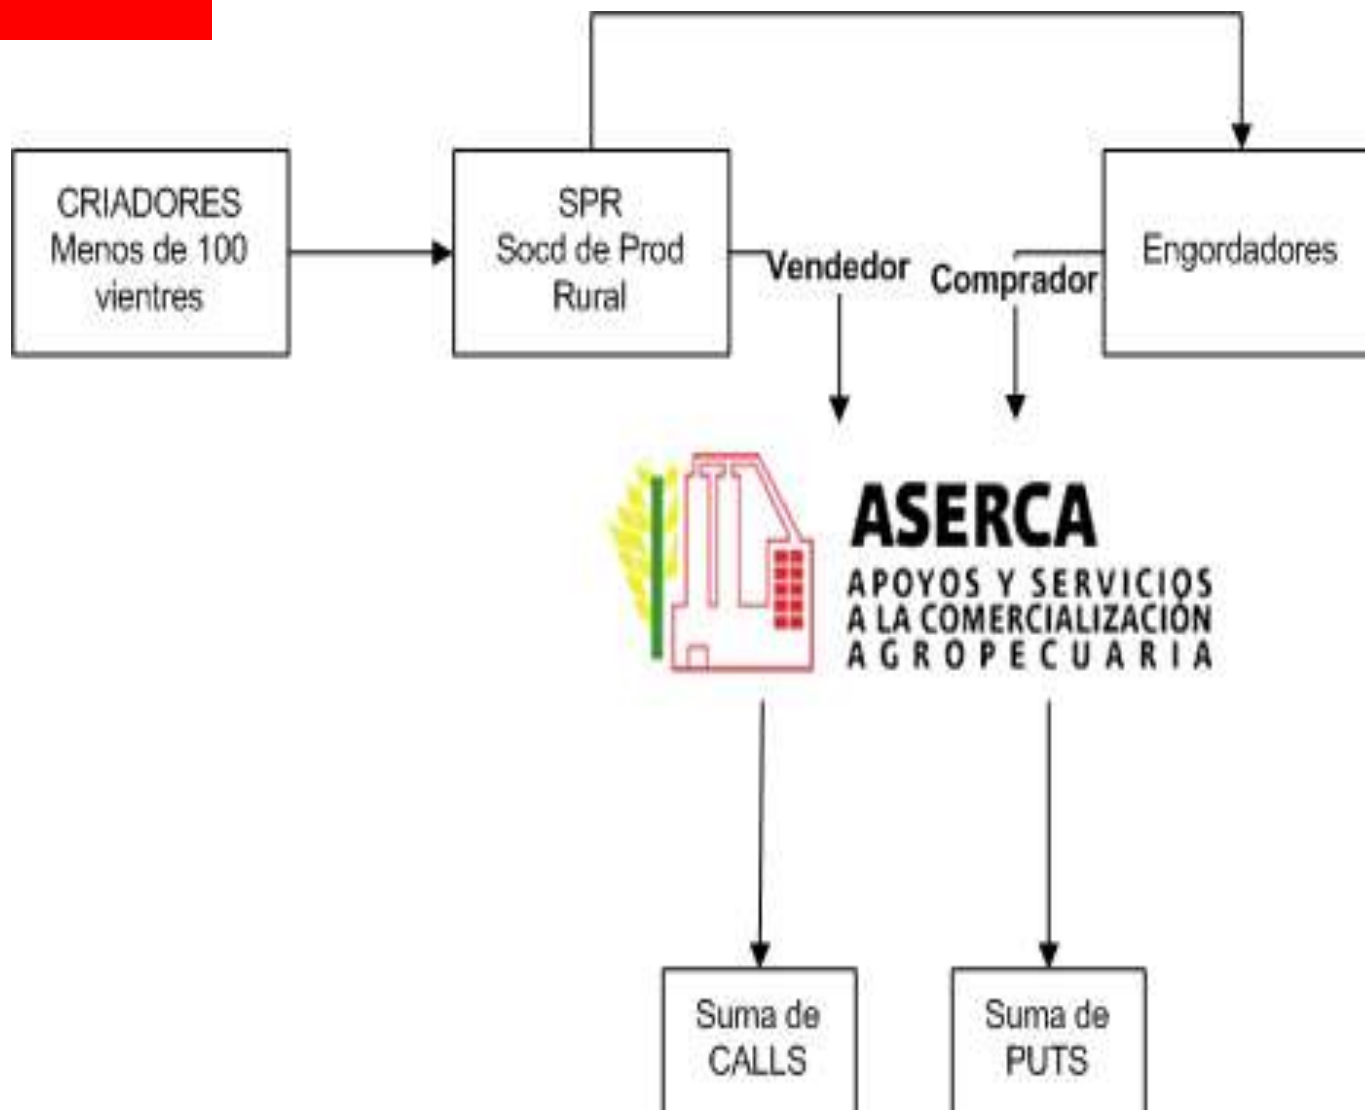 CRIADORES
Menos de 100
vientres
SPR
Socd de Prod
Rural
Vendedor
Comprador
Engordadores
ASERCA
APOYOS Y SERVICIOS
A LA COMERCIALIZACIÓN
AGROPECUARIA
Suma de
CALLS
Suma de
PUTS